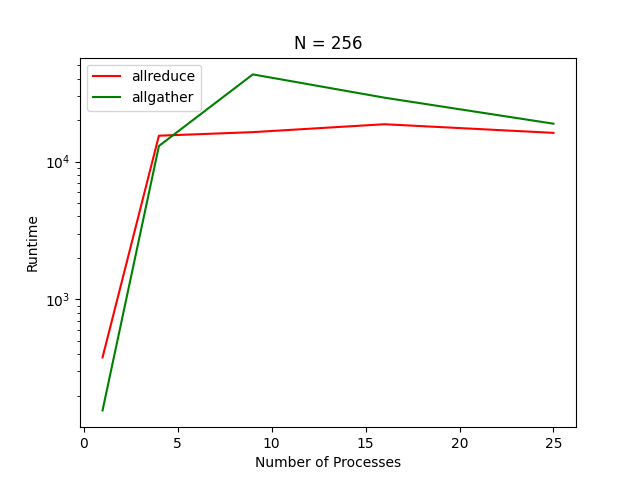 N = 256
allreduce
allgather
10^4
10^3
Runtime
0 5 10 15 20 25
Number of Processes